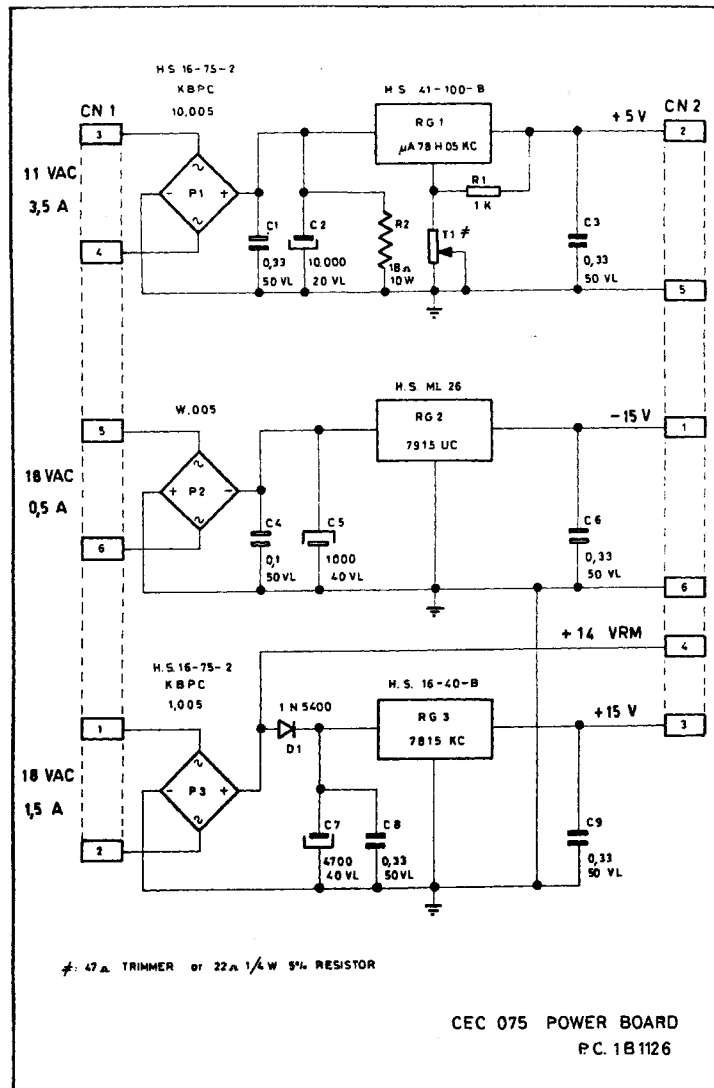 H S 16-75-2
KBPC
10,005
CN 1
3
11 VAC
3,5 A
4
P1
C1
0,33
50 VL
C2
10.000
20 VL
R2
18Ω
10W
H S 41-100-B
RG 1
µA 78 H 05 KC
R1
1 K
T1 ≠
C3
0,33
50 VL
+5 V
CN 2
2
5
W.005
5
18 VAC
0,5 A
6
P2
C4
0,1
50 VL
C5
1000
40 VL
H.S. ML 26
RG 2
7915 UC
C6
0,33
50 VL
-15 V
1
6
+14 VRM
4
H.S. 16-75-2
KBPC
1,005
1
18 VAC
1,5 A
2
P3
1 N 5400
D1
C7
4700
40 VL
C8
0,33
50VL
H.S. 16-40-B
RG 3
7815 KC
C9
0,33
50 VL
+15 V
3
≠: 47Ω TRIMMER or 22Ω 1/4 W 5% RESISTOR
CEC 075 POWER BOARD
P.C. 1B1126